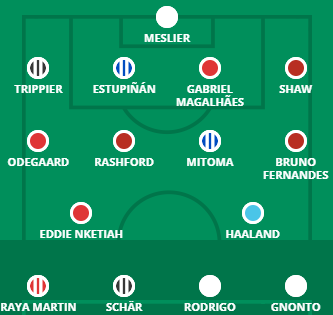 MESLIER
TRIPPIER ESTUPIÑÁN GABRIEL MAGALHÃES SHAW
ODEGAARD RASHFORD MITOMA BRUNO FERNANDES
EDDIE NKETIAH HAALAND
RAYA MARTIN SCHÄR RODRIGO GNONTO